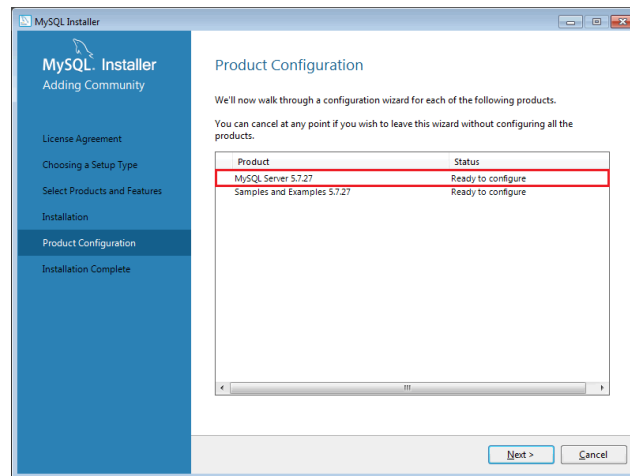 MySQL Installer
MySQL. Installer
Adding Community
License Agreement
Choosing a Setup Type
Select Products and Features
Installation
Product Configuration
Installation Complete
Product Configuration
We'll now walk through a configuration wizard for each of the following products.
You can cancel at any point if you wish to leave this wizard without configuring all the
products.
Product Status
MySQL Server 5.7.27 Ready to configure
Samples and Examples 5.7.27 Ready to configure
Next > Cancel